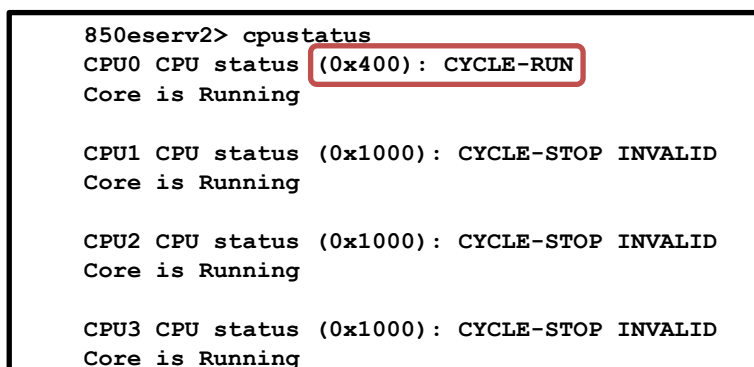 850eserv2> cpustatus
CPU0 CPU status (0x400): CYCLE-RUN
Core is Running
CPU1 CPU status (0x1000): CYCLE-STOP INVALID
Core is Running
CPU2 CPU status (0x1000): CYCLE-STOP INVALID
Core is Running
CPU3 CPU status (0x1000): CYCLE-STOP INVALID
Core is Running